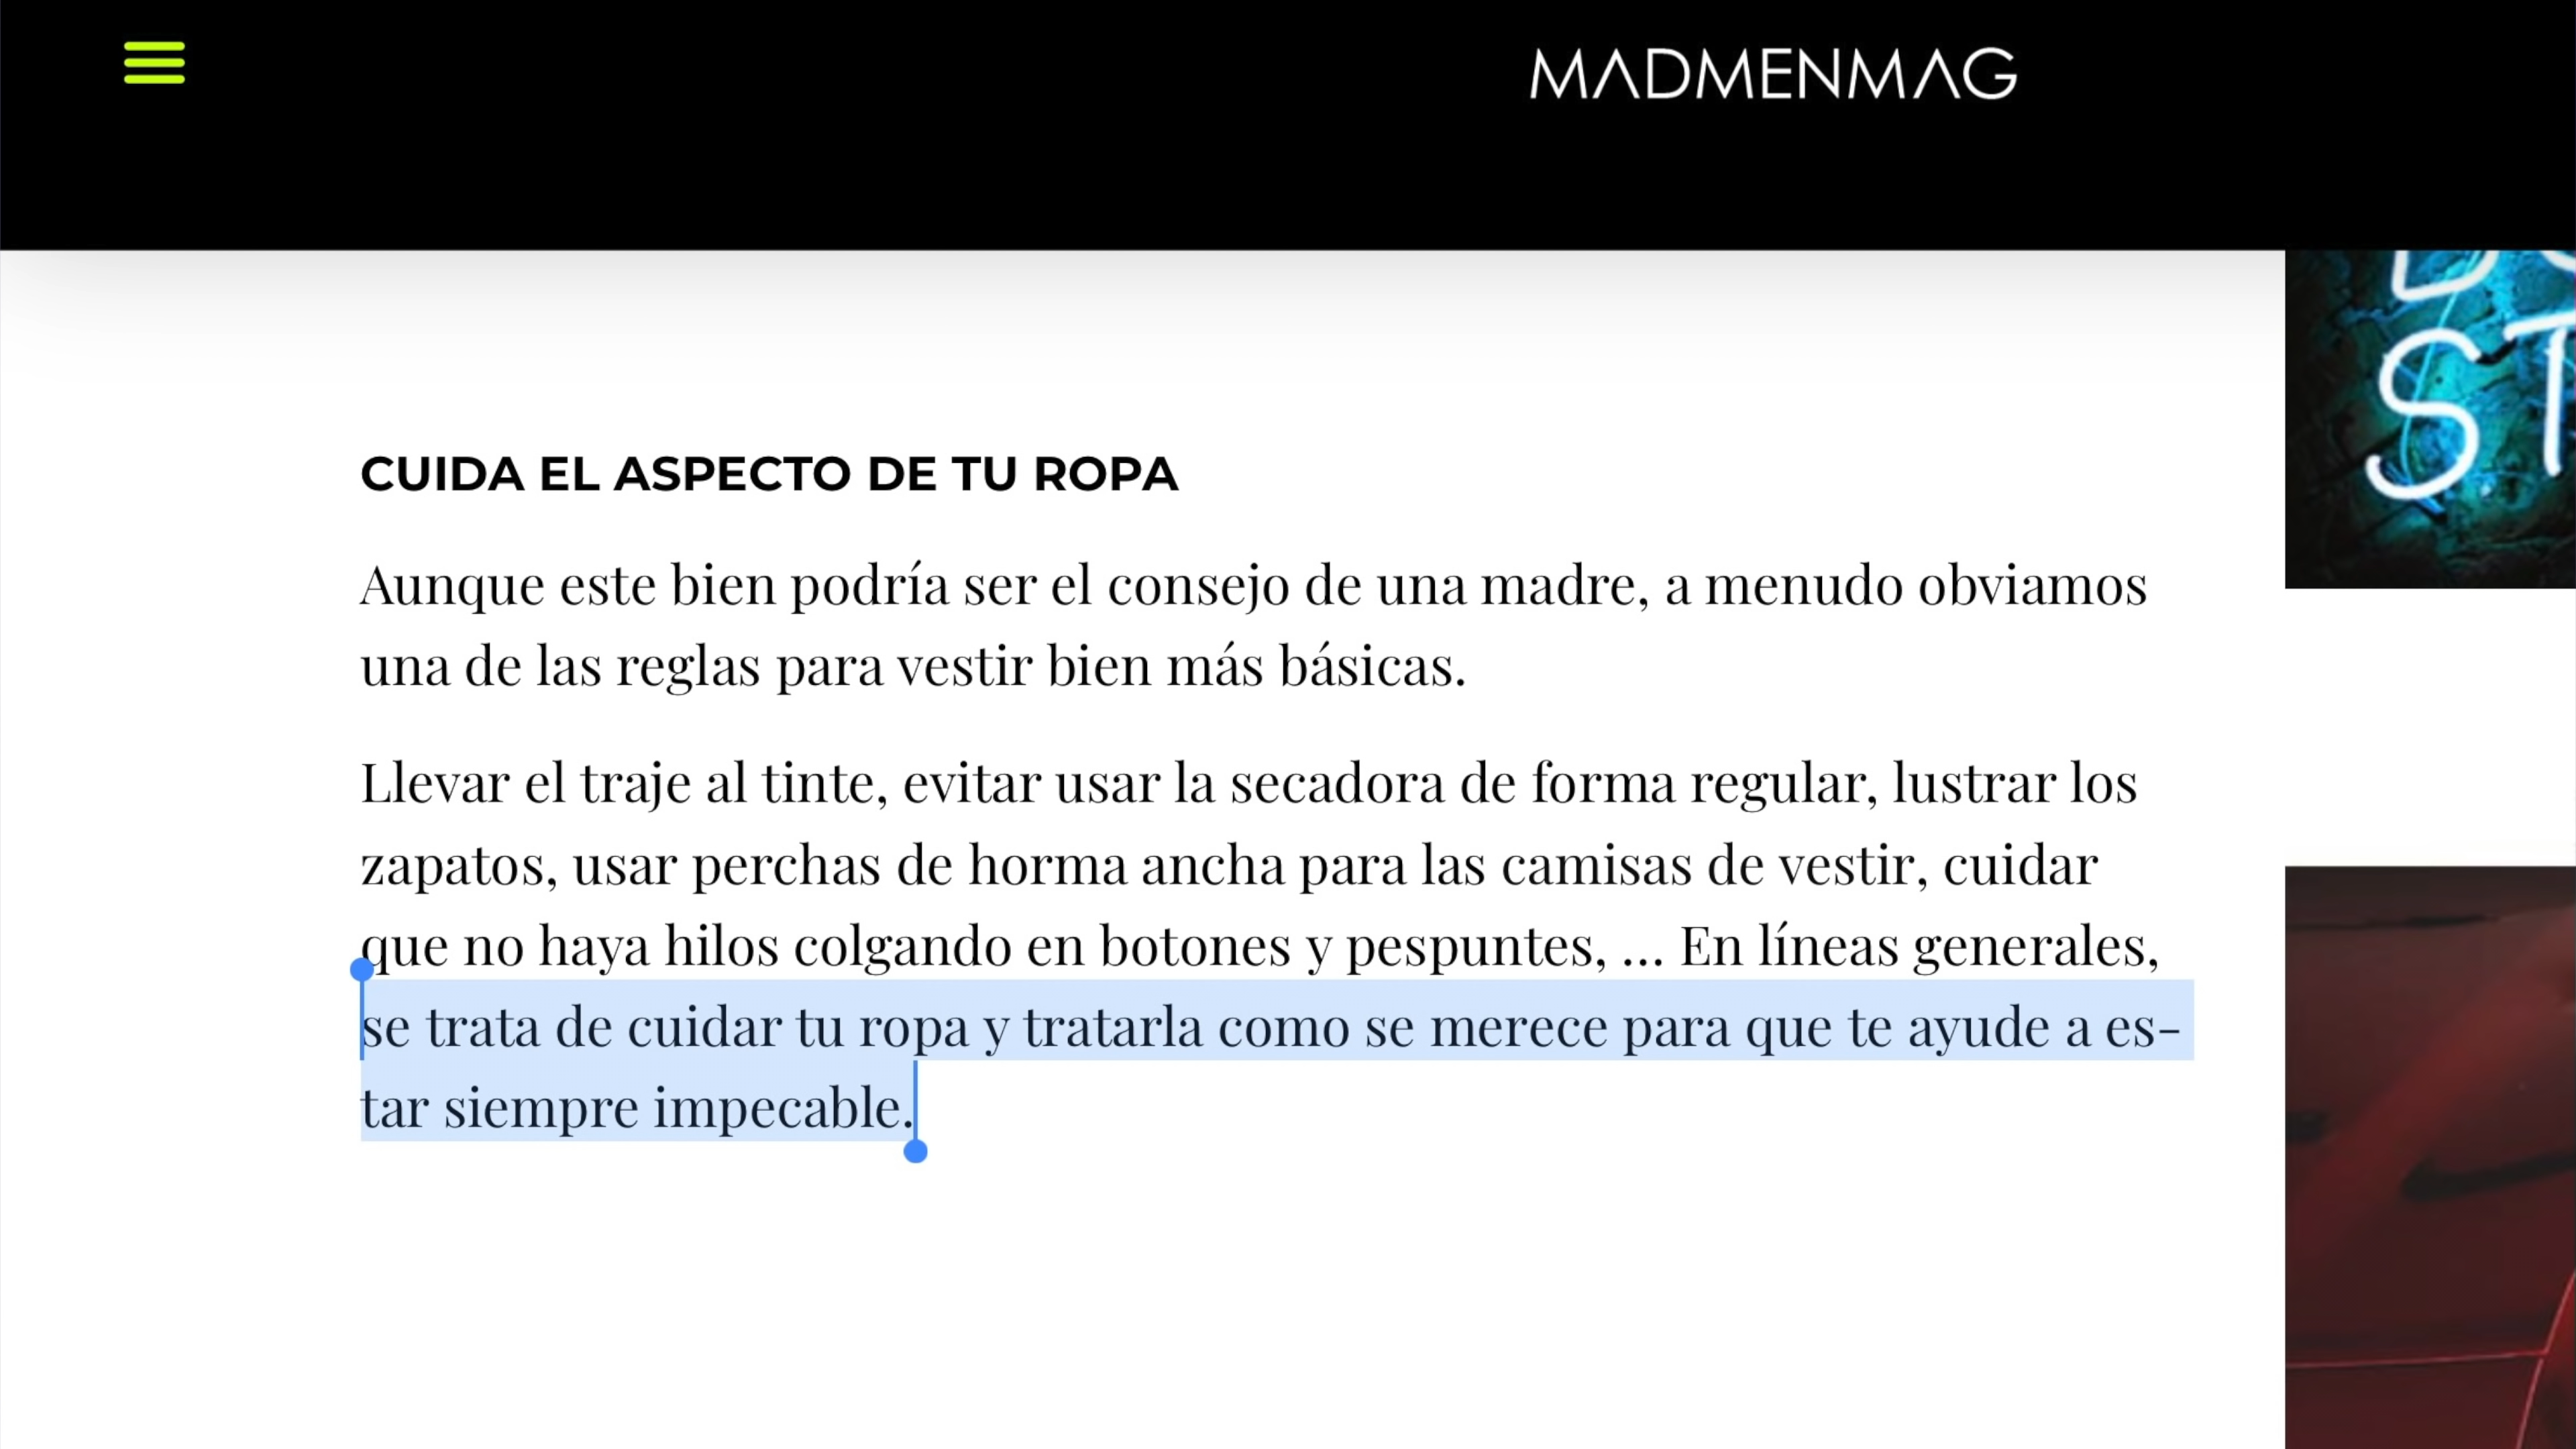 MADMENMAG
ST
CUIDA EL ASPECTO DE TU ROPA
Aunque este bien podría ser el consejo de una madre, a menudo obviamos
una de las reglas para vestir bien más básicas.
Llevar el traje al tinte, evitar usar la secadora de forma regular, lustrar los
zapatos, usar perchas de horma ancha para las camisas de vestir, cuidar
que no haya hilos colgando en botones y pespuntes, ... En líneas generales,
se trata de cuidar tu ropa y tratarla como se merece para que te ayude a es-
tar siempre impecable.